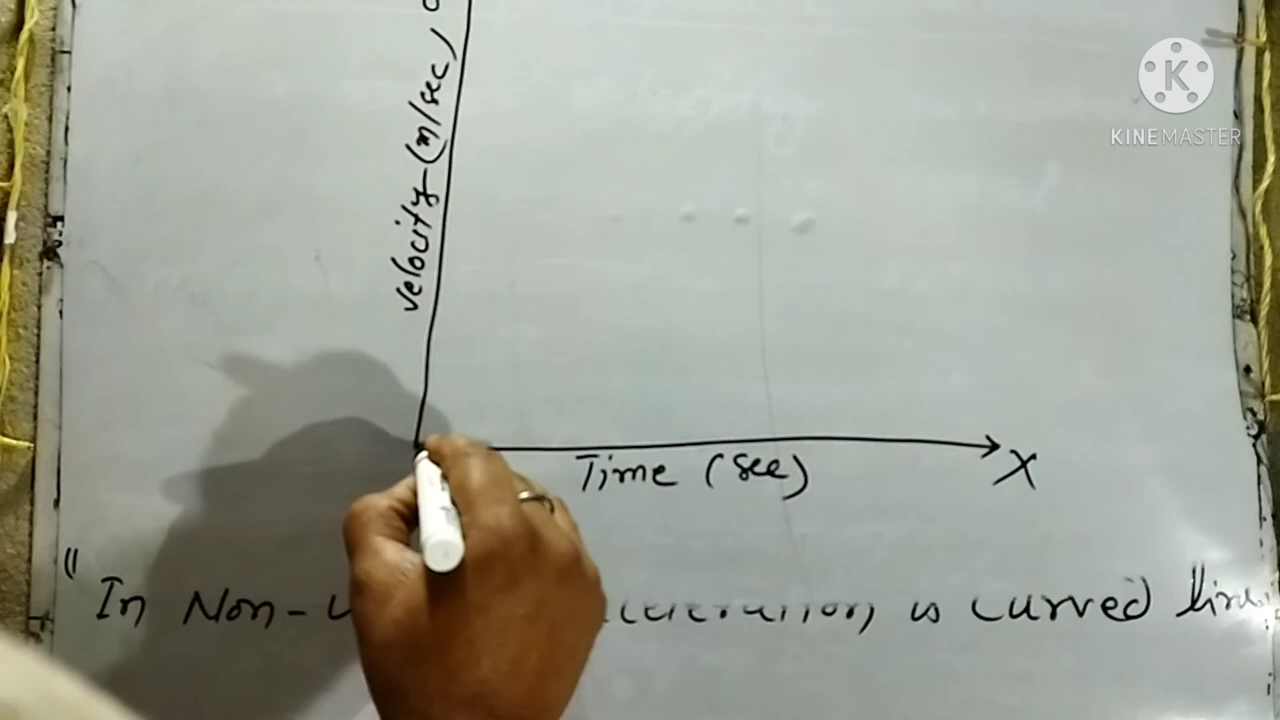 velocity (m/sec)
K
KINEMASTER
Time (sec)
X
" In Non- is curved line